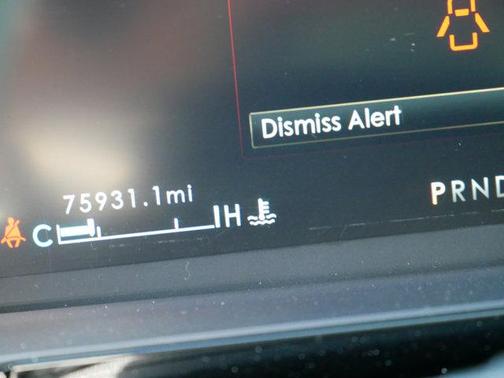 Dismiss Alert
75931.1mi
PRND
C H